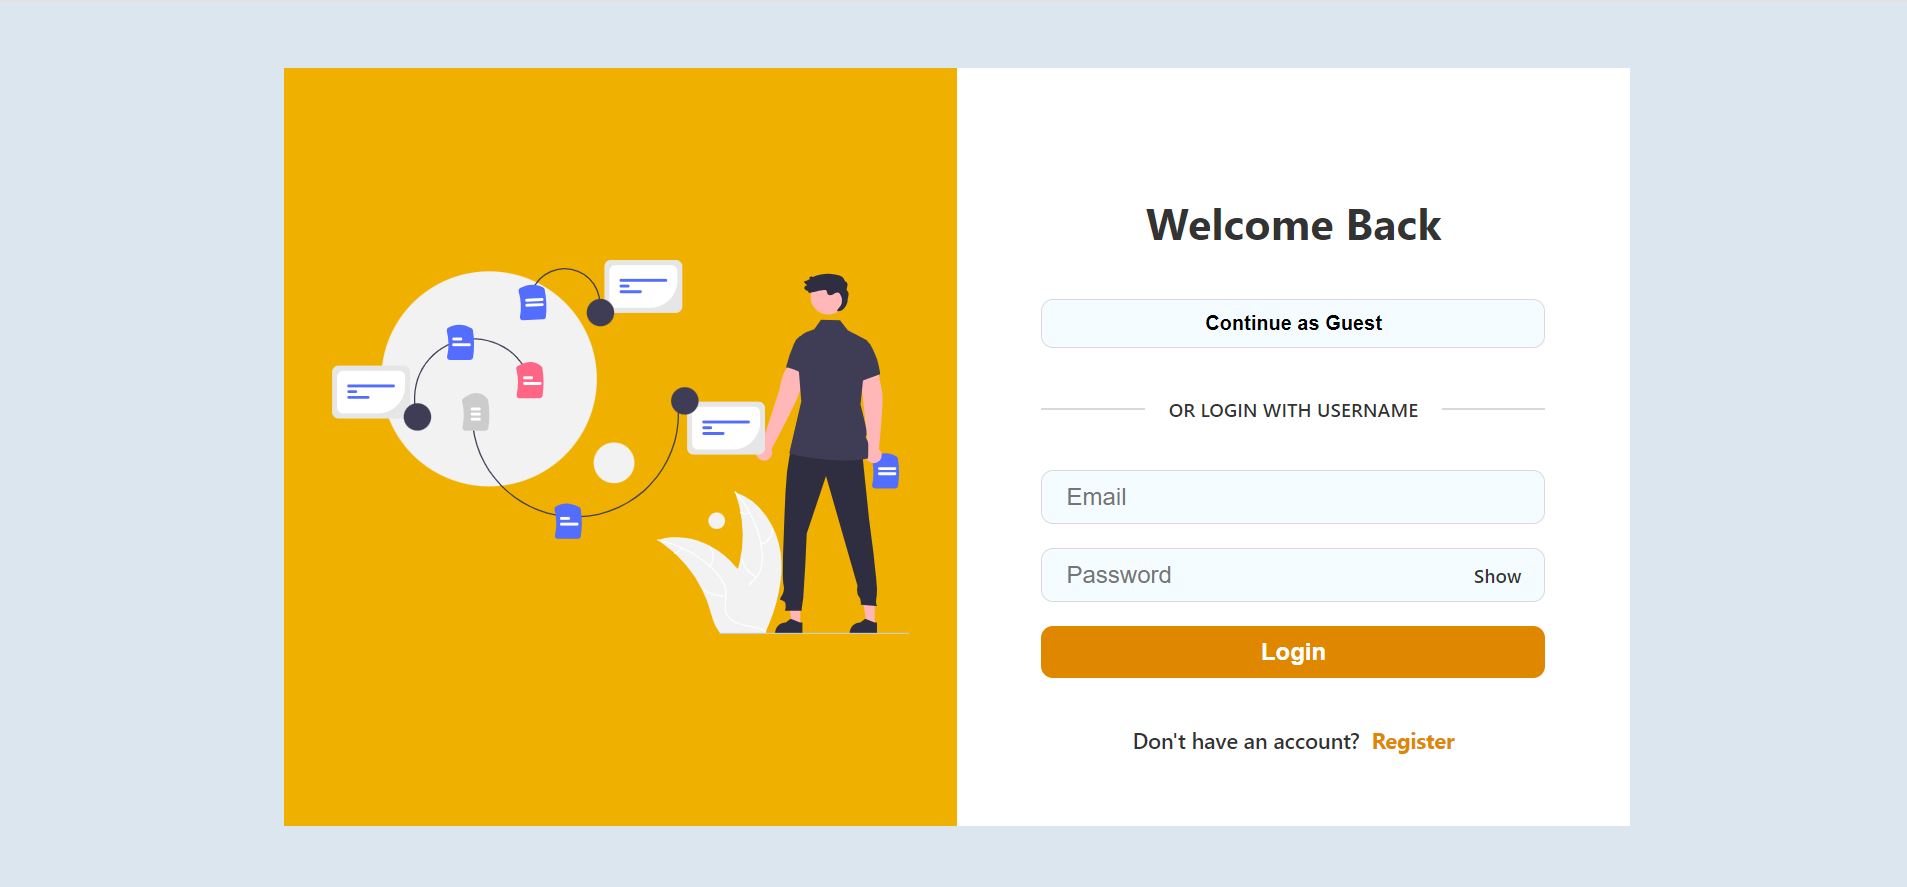 Welcome Back
Continue as Guest
OR LOGIN WITH USERNAME
Email
Password Show
Login
Don't have an account? Register